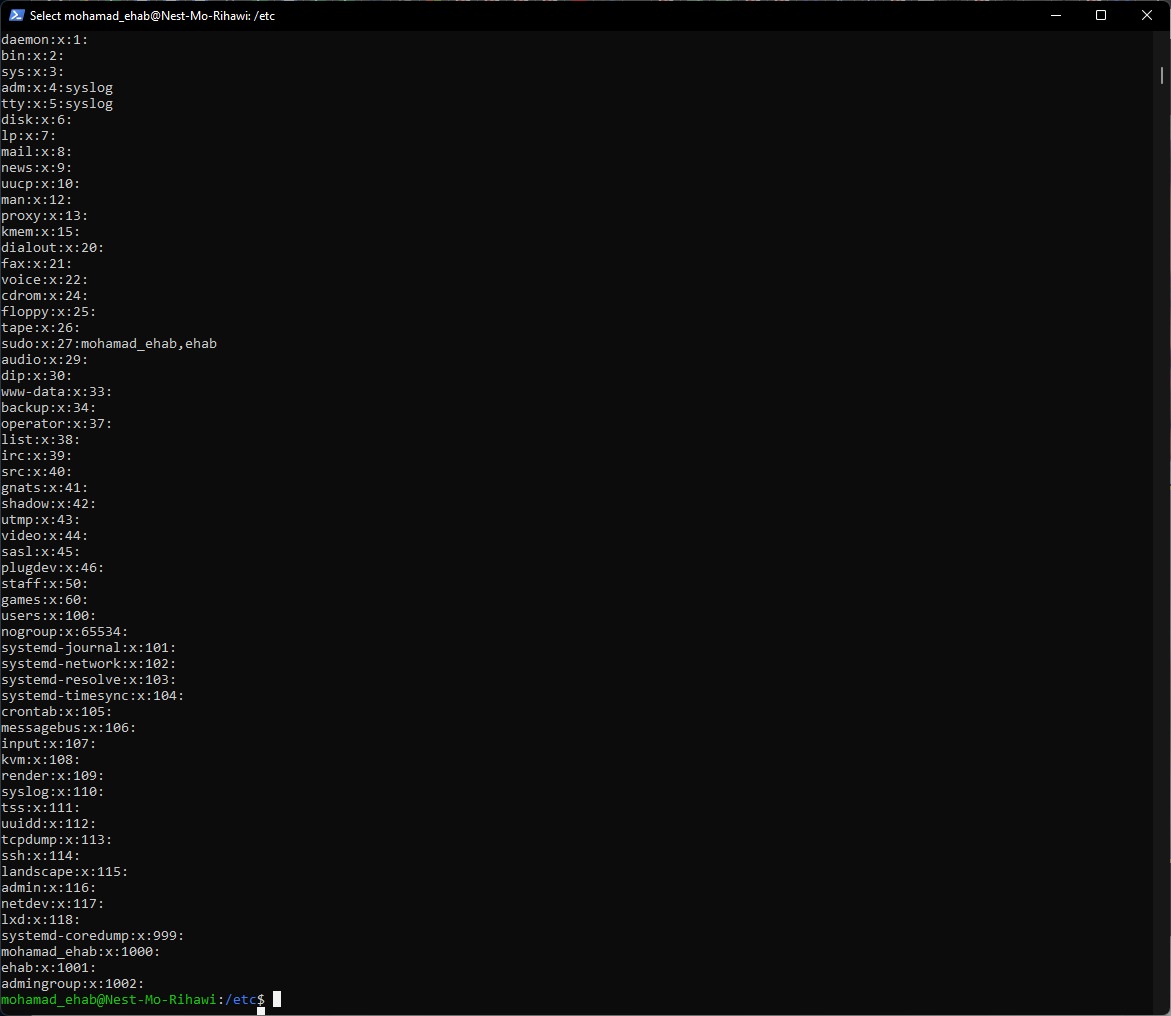 Select mohamad_ehab@Nest-Mo-Rihawi: /etc
daemon:x:1:
bin:x:2:
sys:x:3:
adm:x:4:syslog
tty:x:5:syslog
disk:x:6:
lp:x:7:
mail:x:8:
news:x:9:
uucp:x:10:
man:x:12:
proxy:x:13:
kmem:x:15:
dialout:x:20:
fax:x:21:
voice:x:22:
cdrom:x:24:
floppy:x:25:
tape:x:26:
sudo:x:27:mohamad_ehab,ehab
audio:x:29:
dip:x:30:
www-data:x:33:
backup:x:34:
operator:x:37:
list:x:38:
irc:x:39:
src:x:40:
gnats:x:41:
shadow:x:42:
utmp:x:43:
video:x:44:
sasl:x:45:
plugdev:x:46:
staff:x:50:
games:x:60:
users:x:100:
nogroup:x:65534:
systemd-journal:x:101:
systemd-network:x:102:
systemd-resolve:x:103:
systemd-timesync:x:104:
crontab:x:105:
messagebus:x:106:
input:x:107:
kvm:x:108:
render:x:109:
syslog:x:110:
tss:x:111:
uuidd:x:112:
tcpdump:x:113:
ssh:x:114:
landscape:x:115:
admin:x:116:
netdev:x:117:
lxd:x:118:
systemd-coredump:x:999:
mohamad_ehab:x:1000:
ehab:x:1001:
admingroup:x:1002:
mohamad_ehab@Nest-Mo-Rihawi:/etc$